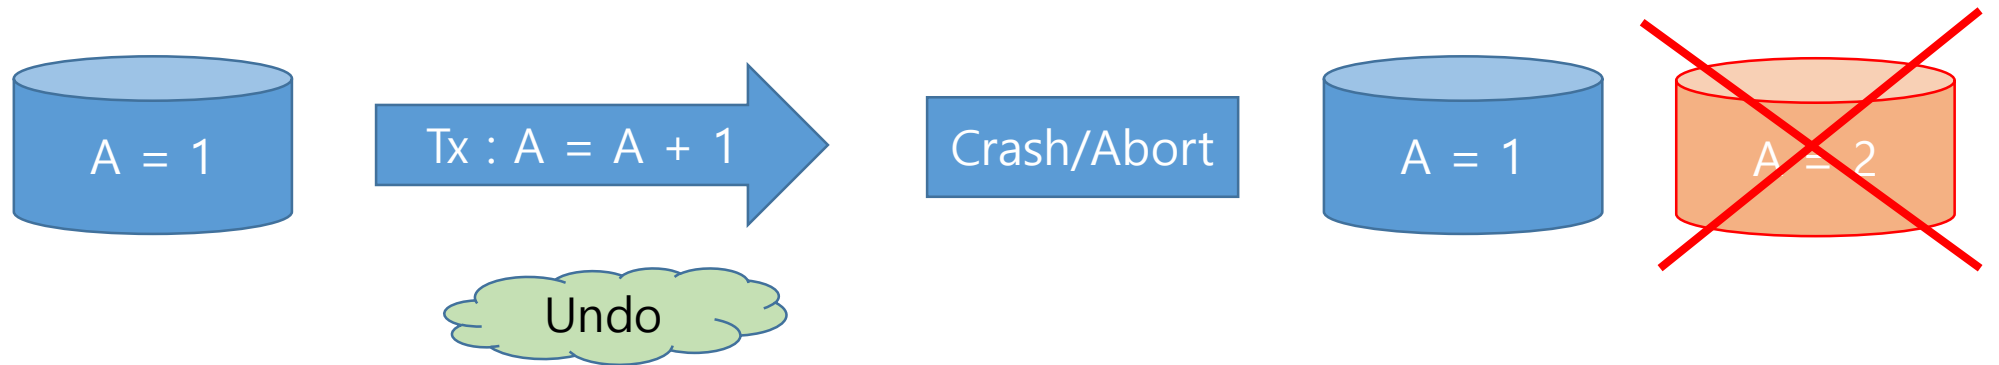 A = 1
Tx : A = A + 1
Crash/Abort
A = 1
A = 2
Undo